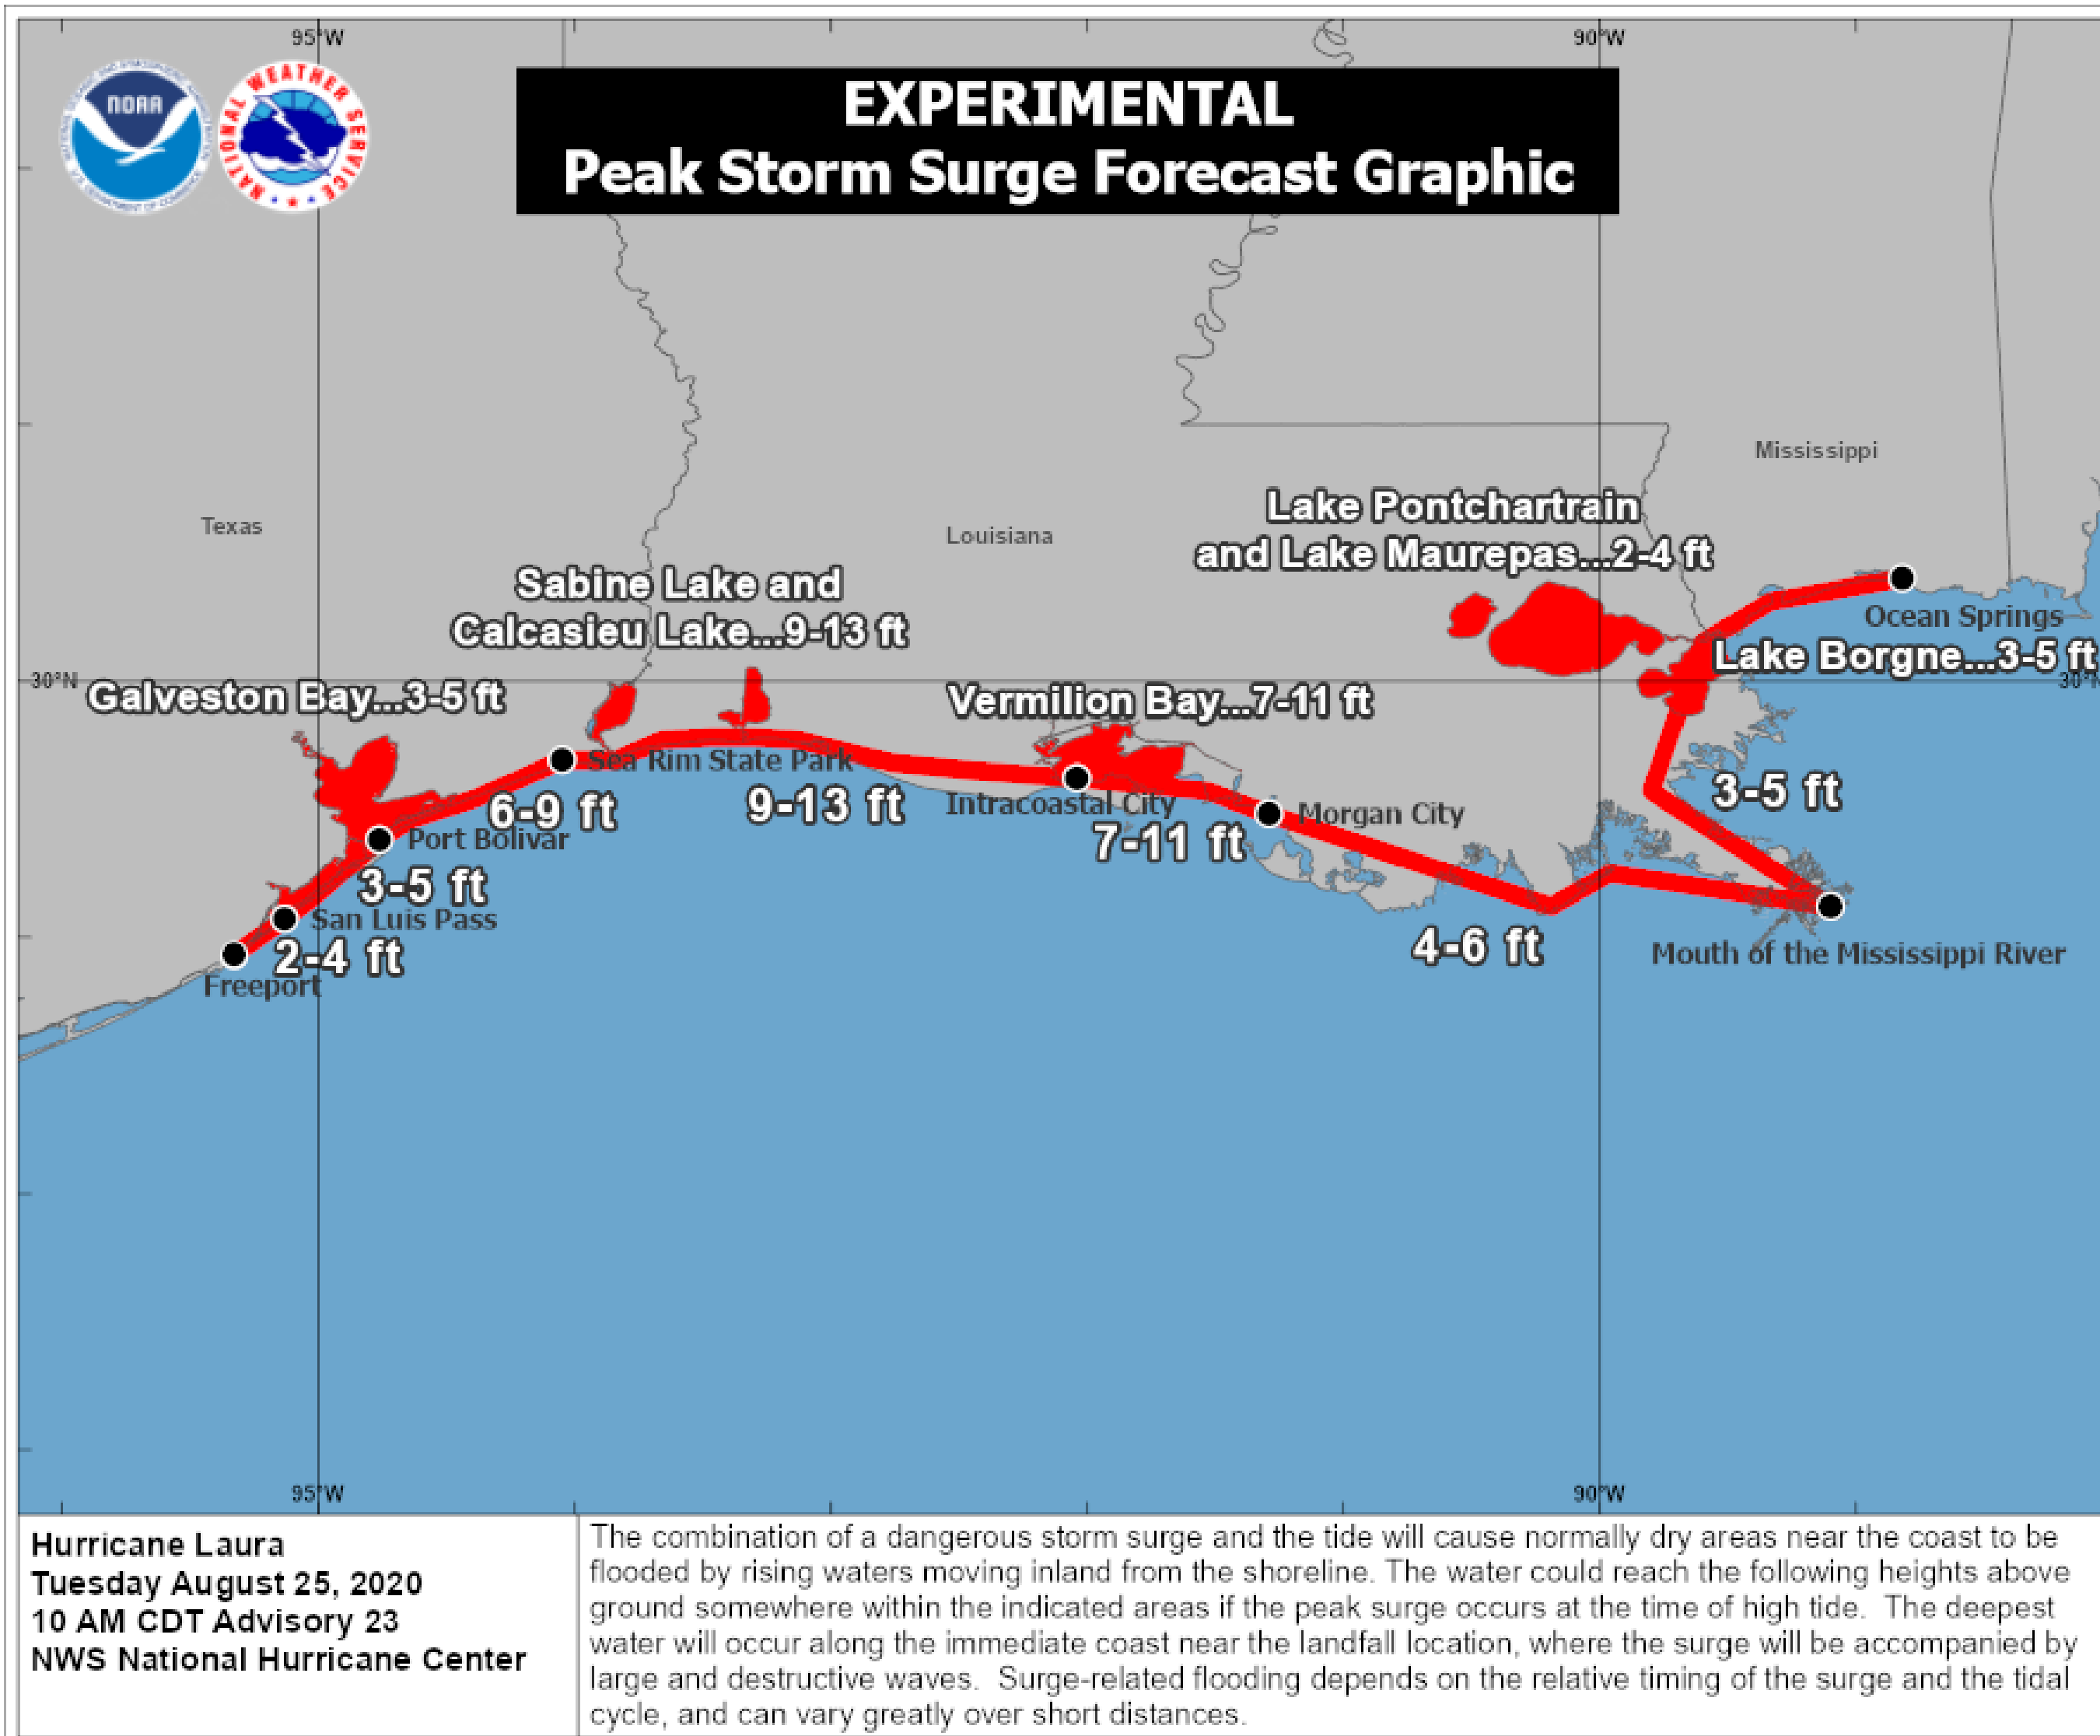 95°W
90°W
NOAA
NATIONAL WEATHER SERVICE
EXPERIMENTAL
Peak Storm Surge Forecast Graphic
Mississippi
Texas
Louisiana
Lake Pontchartrain
and Lake Maurepas...2-4 ft
Sabine Lake and
Calcasieu Lake...9-13 ft
Ocean Springs
Lake Borgne...3-5 ft
30°N
30°N
Galveston Bay...3-5 ft
Vermilion Bay...7-11 ft
Sea Rim State Park
6-9 ft
9-13 ft
Intracoastal City
3-5 ft
Morgan City
Port Bolivar
7-11 ft
3-5 ft
San Luis Pass
2-4 ft
4-6 ft
Mouth of the Mississippi River
Freeport
95°W
90°W
Hurricane Laura
Tuesday August 25, 2020
10 AM CDT Advisory 23
NWS National Hurricane Center
The combination of a dangerous storm surge and the tide will cause normally dry areas near the coast to be
flooded by rising waters moving inland from the shoreline. The water could reach the following heights above
ground somewhere within the indicated areas if the peak surge occurs at the time of high tide.  The deepest
water will occur along the immediate coast near the landfall location, where the surge will be accompanied by
large and destructive waves.  Surge-related flooding depends on the relative timing of the surge and the tidal
cycle, and can vary greatly over short distances.